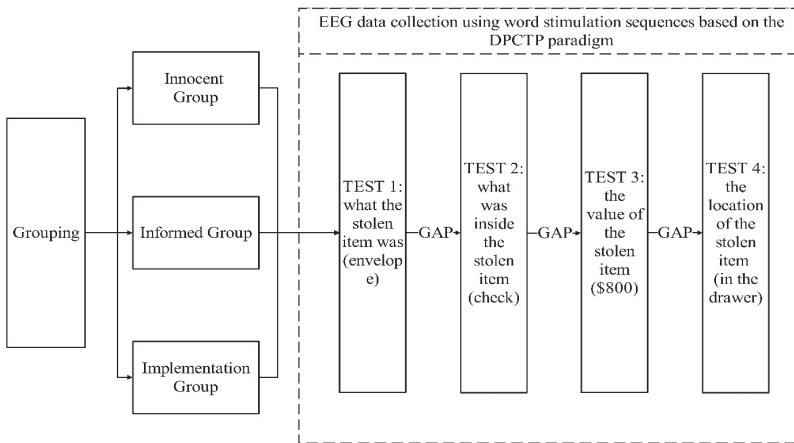 EEG data collection using word stimulation sequences based on the
DPCTP paradigm
Grouping
Innocent
Group
Informed Group
Implementation
Group
TEST 1:
what the
stolen
item was
(envelop
e)
GAP
TEST 2:
what
was
inside
the
stolen
item
(check)
GAP
TEST 3:
the
value of
the
stolen
item
($800)
GAP
TEST 4:
the
location
of the
stolen
item
(in the
drawer)